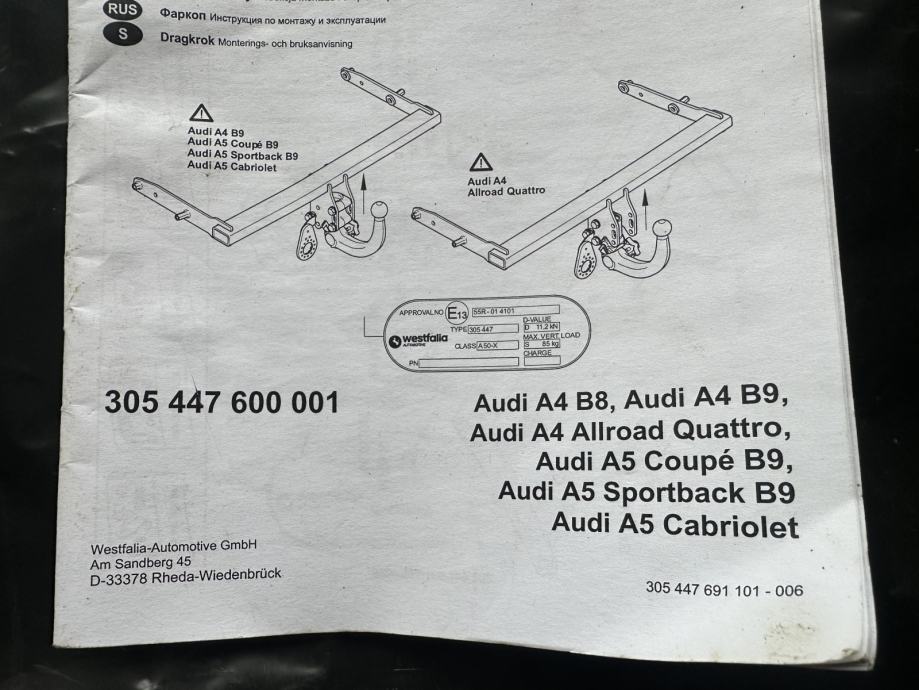 RUS Фаркоп Инструкция по монтажу и эксплуатации
S Dragkrok Monterings- och bruksanvisning
Audi A4 B9
Audi A5 Coupé B9
Audi A5 Sportback B9
Audi A5 Cabriolet
Audi A4
Allroad Quattro
APPROVAL NO E13 55R - 01 4101
TYPE 305 447
D-VALUE
D 11,2 kN
westfalia
AUTOMOTIVE
CLASS A50-X
MAX. VERT. LOAD
S 85 kg
PN
CHARGE
305 447 600 001
Audi A4 B8, Audi A4 B9,
Audi A4 Allroad Quattro,
Audi A5 Coupé B9,
Audi A5 Sportback B9
Audi A5 Cabriolet
Westfalia-Automotive GmbH
Am Sandberg 45
D-33378 Rheda-Wiedenbrück
305 447 691 101 - 006